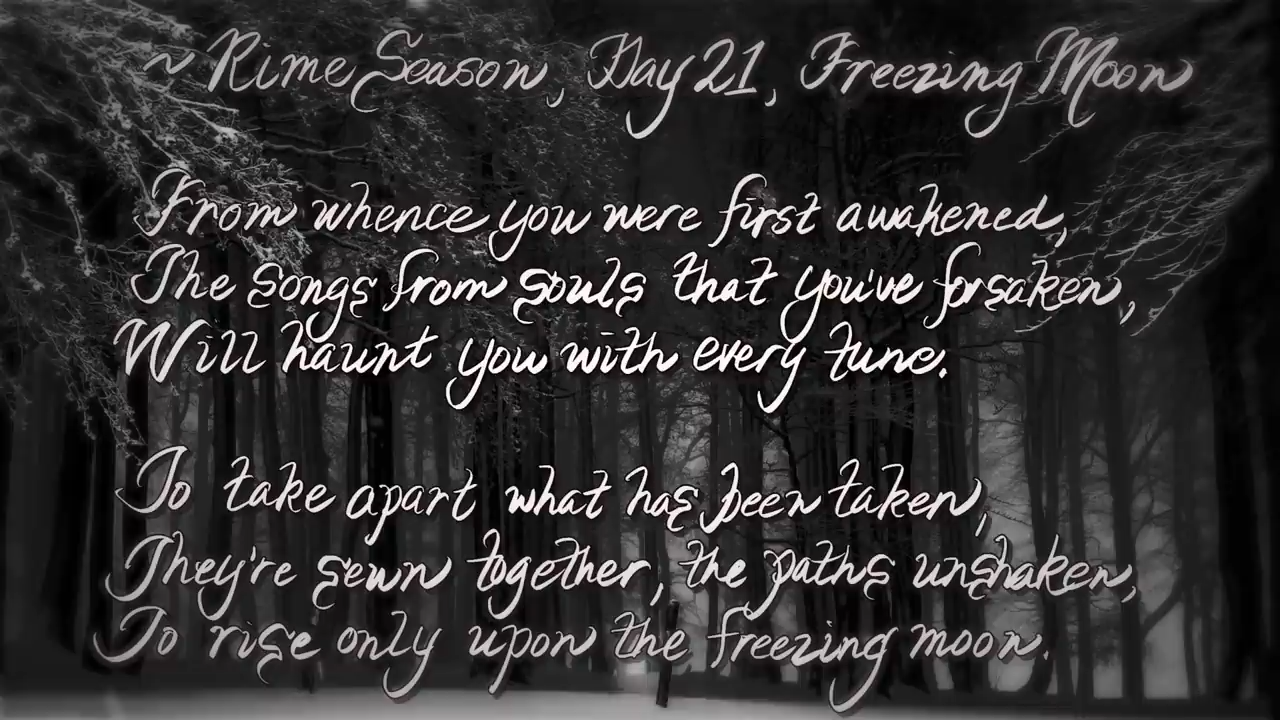 ~ Rime Season, Day 21, Freezing Moon
From whence you were first awakened,
The songs from souls that you've forsaken,
Will haunt you with every tune.
To take apart what has been taken,
They're sewn together, the paths unshaken,
To rise only upon the freezing moon.